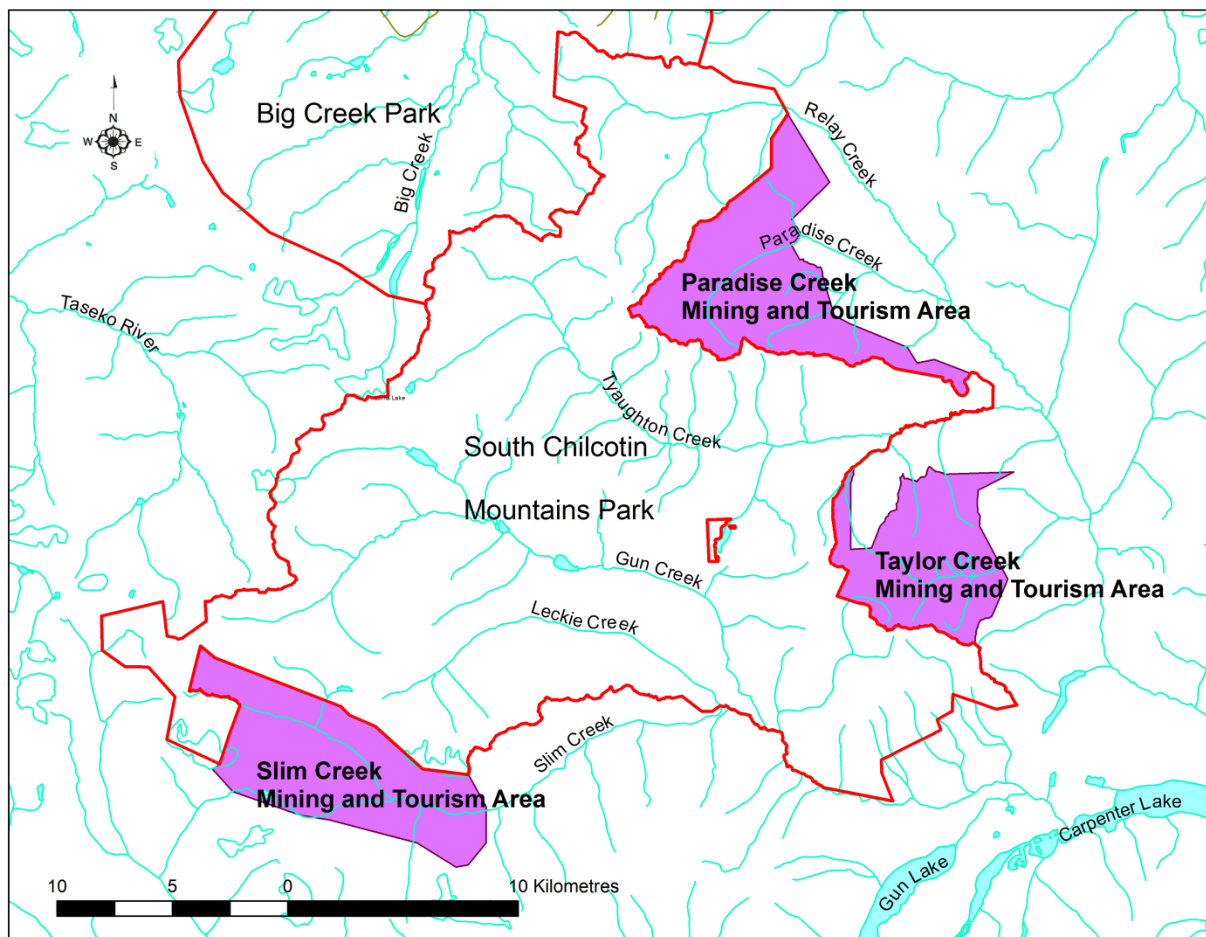 Big Creek Park
Relay Creek
N
W E
S
Big Creek
Paradise Creek
Paradise Creek
Mining and Tourism Area
Taseko River
Tyaughton Creek
South Chilcotin
Mountains Park
Gun Creek
Taylor Creek
Mining and Tourism Area
Leckie Creek
Slim Creek
Slim Creek
Mining and Tourism Area
Carpenter Lake
Gun Lake
10 5 0 10 Kilometres